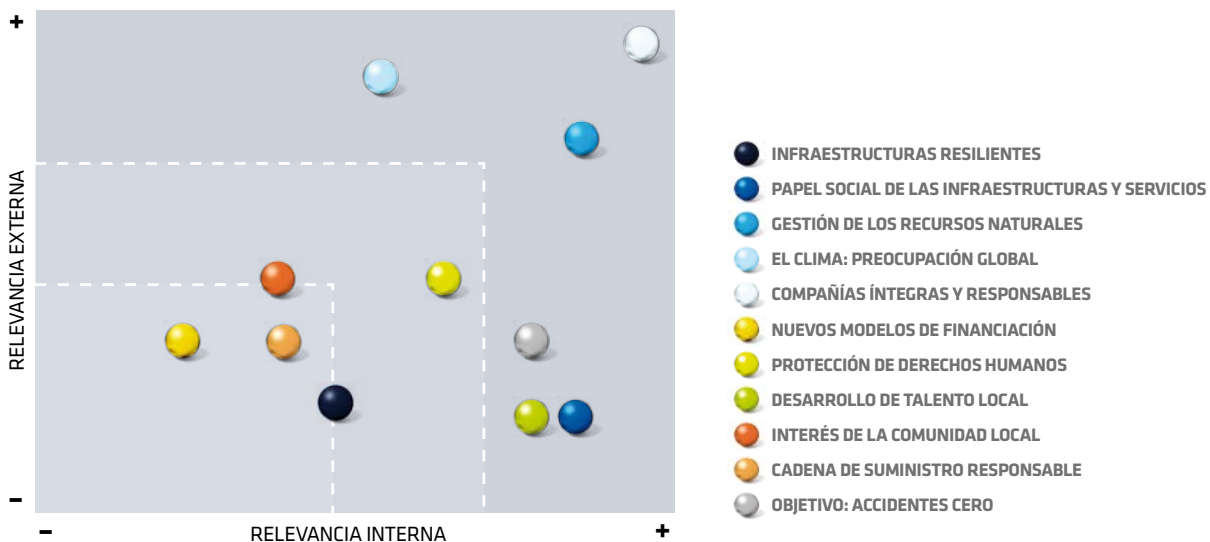 +
RELEVANCIA EXTERNA
–
–
RELEVANCIA INTERNA
+
INFRAESTRUCTURAS RESILIENTES
PAPEL SOCIAL DE LAS INFRAESTRUCTURAS Y SERVICIOS
GESTIÓN DE LOS RECURSOS NATURALES
EL CLIMA: PREOCUPACIÓN GLOBAL
COMPAÑÍAS ÍNTEGRAS Y RESPONSABLES
NUEVOS MODELOS DE FINANCIACIÓN
PROTECCIÓN DE DERECHOS HUMANOS
DESARROLLO DE TALENTO LOCAL
INTERÉS DE LA COMUNIDAD LOCAL
CADENA DE SUMINISTRO RESPONSABLE
OBJETIVO: ACCIDENTES CERO